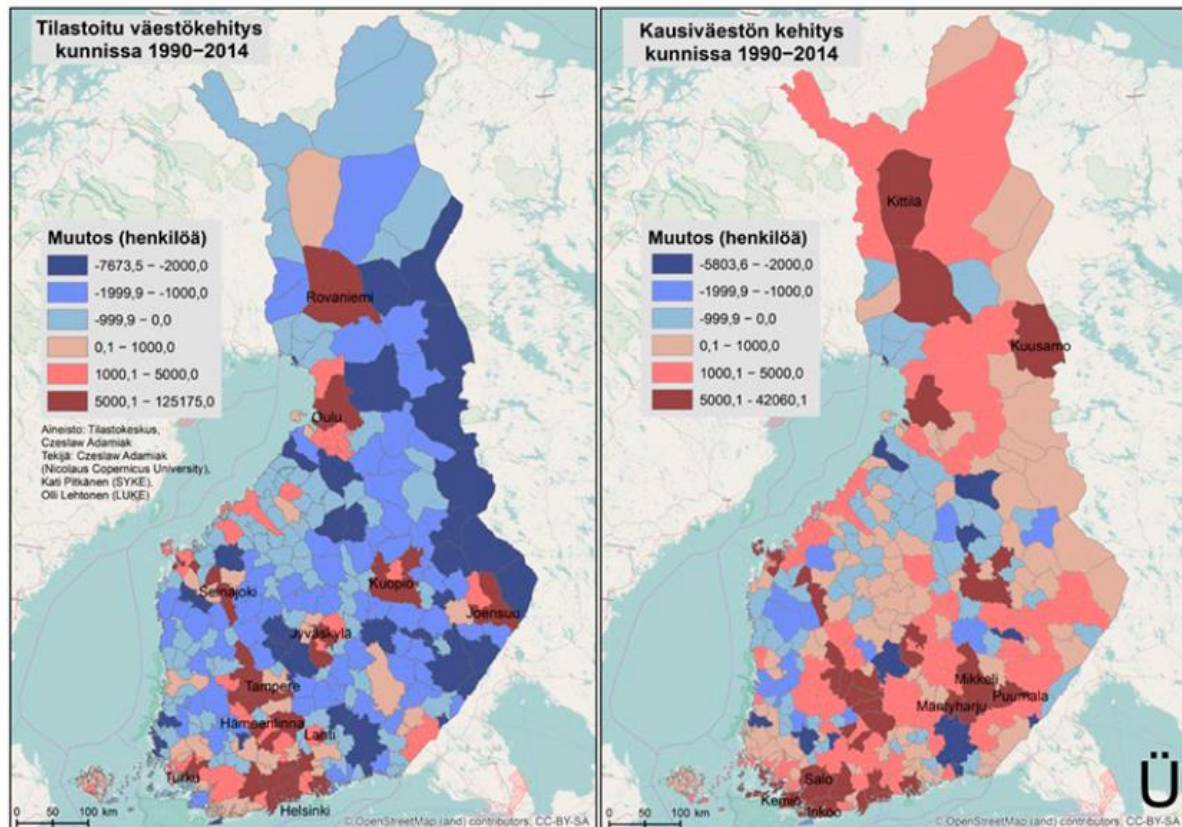 Tilastoitu väestökehitys
kunnissa 1990−2014
Muutos (henkilöä)
-7673,5 − -2000,0
-1999,9 − -1000,0
-999,9 − 0,0
0,1 − 1000,0
1000,1 − 5000,0
5000,1 − 125175,0
Aineisto: Tilastokeskus,
Czeslaw Adamiak
Tekijä: Czeslaw Adamiak
(Nicolaus Copernicus University),
Kati Pitkänen (SYKE),
Olli Lehtonen (LUKE)
Rovaniemi
Oulu
Kuopio
Seinäjoki
Joensuu
Jyväskylä
Tampere
Hämeenlinna
Lahti
Turku
Helsinki
0 50 100 km
© OpenStreetMap (and) contributors, CC-BY-SA
Kausiväestön kehitys
kunnissa 1990−2014
Muutos (henkilöä)
-5803,6 − -2000,0
-1999,9 − -1000,0
-999,9 − 0,0
0,1 − 1000,0
1000,1 − 5000,0
5000,1 - 42060,1
Kittilä
Kuusamo
Mikkeli
Puumala
Mäntyharju
Salo
Kemiö
Inkoo
Ü
0 50 100 km
© OpenStreetMap (and) contributors, CC-BY-SA